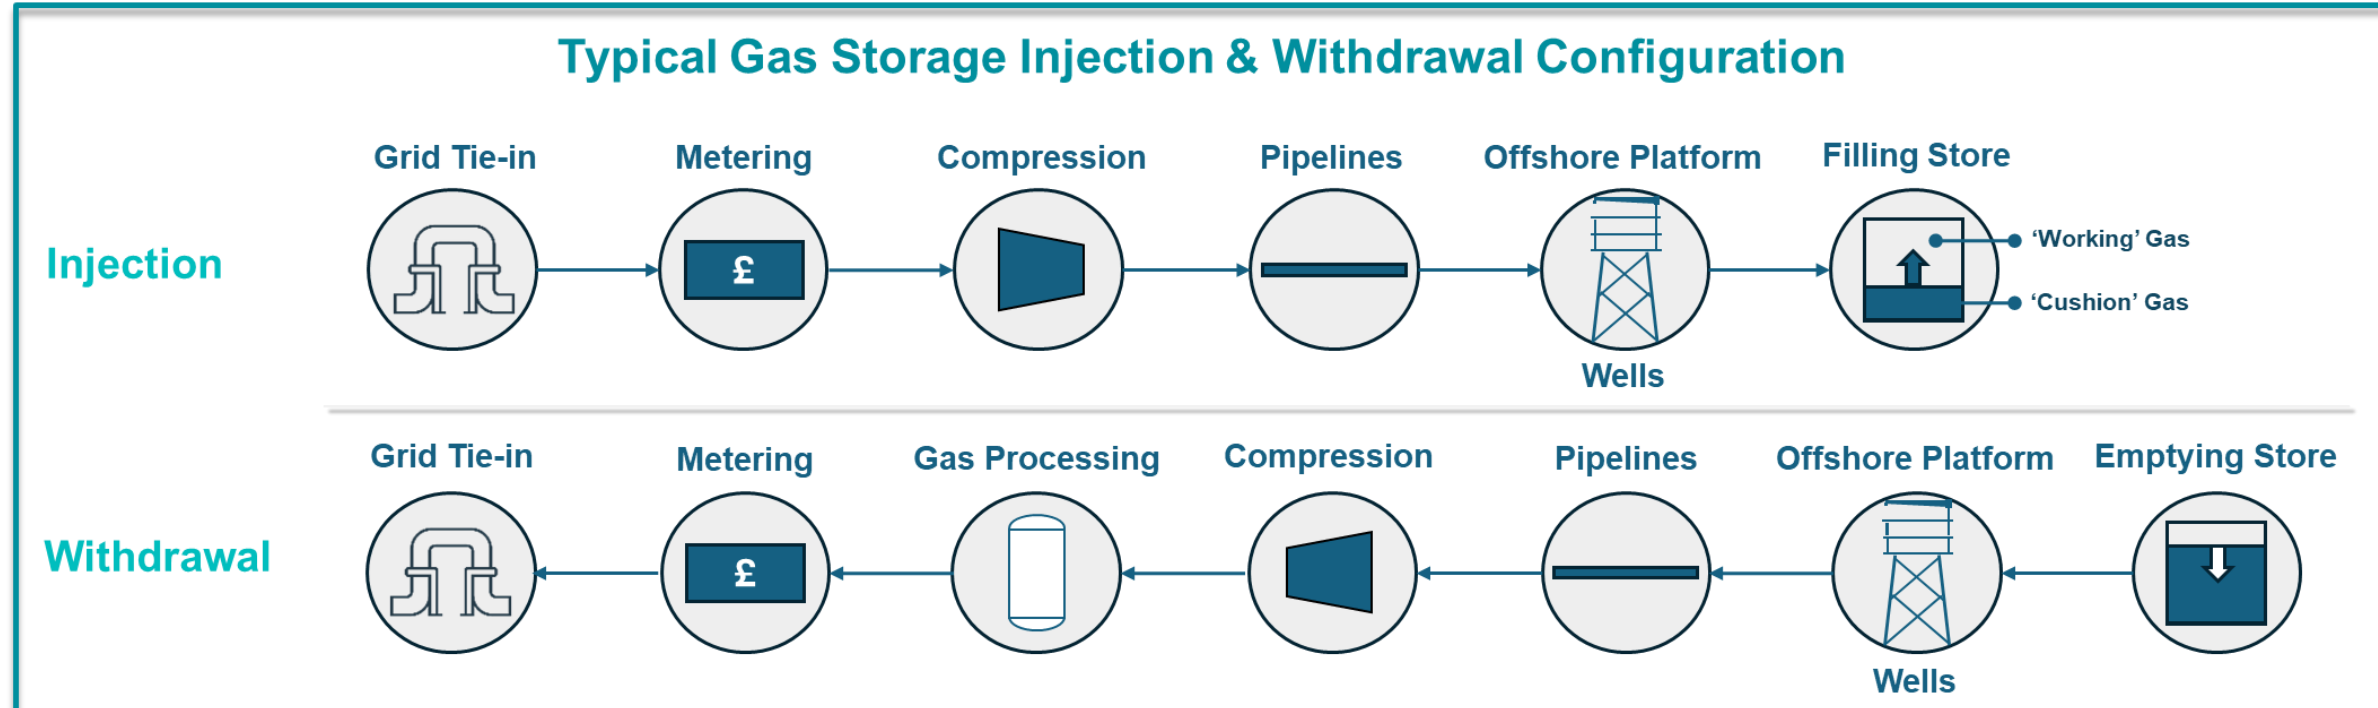 Typical Gas Storage Injection & Withdrawal Configuration
Grid Tie-in
Metering
Compression
Pipelines
Offshore Platform
Filling Store
Injection
£
‘Working’ Gas
‘Cushion’ Gas
Wells
Grid Tie-in
Metering
Gas Processing
Compression
Pipelines
Offshore Platform
Emptying Store
Withdrawal
£
Wells